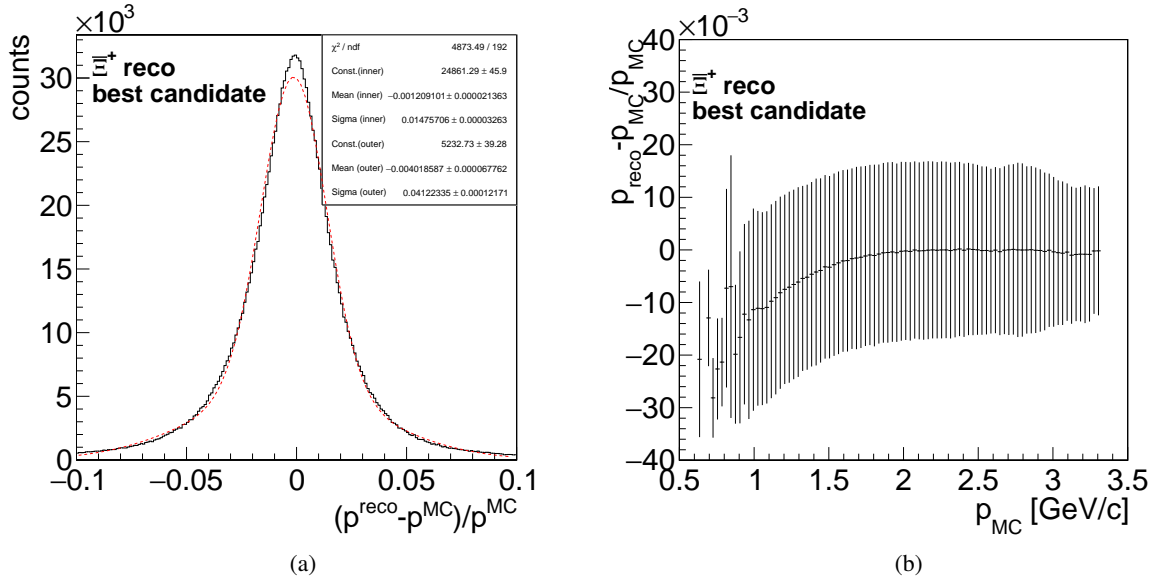 ×10³
counts
Ξ̅⁺ reco
best candidate
χ² / ndf 4873.49 / 192
Const.(inner) 24861.29 ± 45.9
Mean (inner) −0.001209101 ± 0.000021363
Sigma (inner) 0.01475706 ± 0.00003263
Const.(outer) 5232.73 ± 39.28
Mean (outer) −0.004018587 ± 0.000067762
Sigma (outer) 0.04122335 ± 0.00012171
30
25
20
15
10
5
0
−0.1 −0.05 0 0.05 0.1
(p^reco-p^MC)/p^MC
(a)
×10⁻³
p_reco-p_MC/p_MC
Ξ̅⁺ reco
best candidate
40
30
20
10
0
−10
−20
−30
−40
0.5 1 1.5 2 2.5 3 3.5
p_MC [GeV/c]
(b)